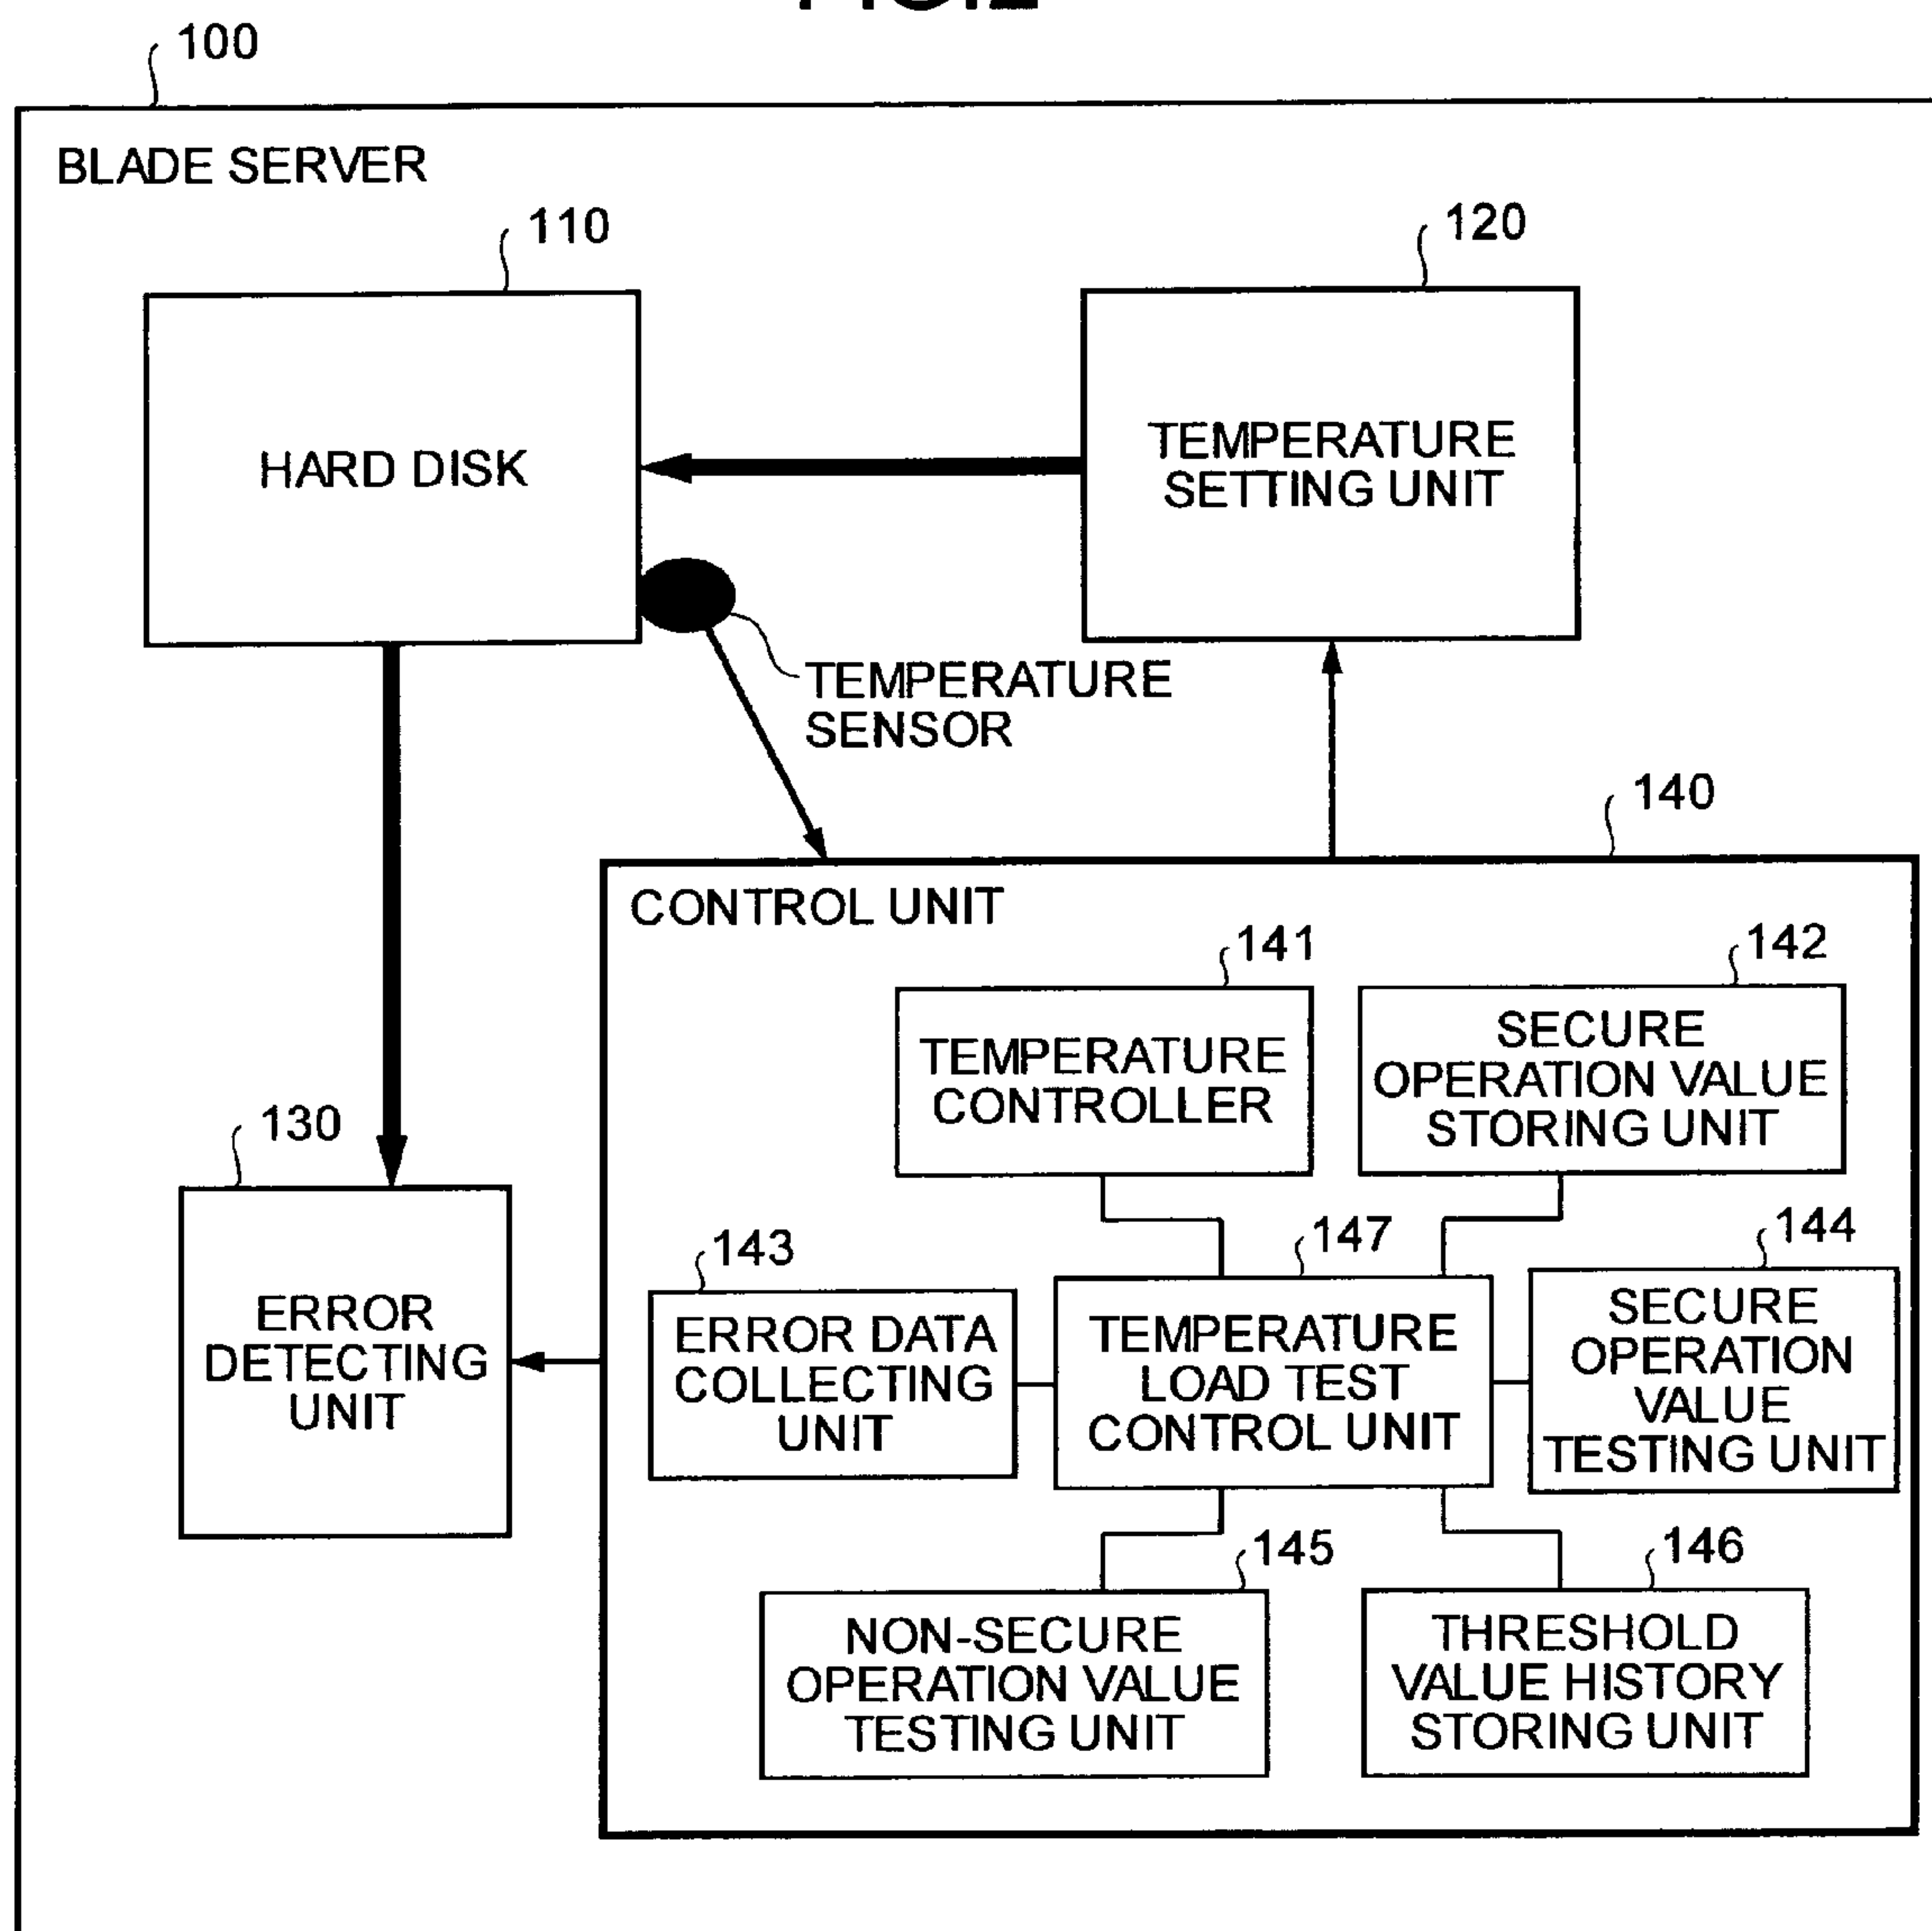 100
BLADE SERVER
110
120
HARD DISK
TEMPERATURE
SETTING UNIT
TEMPERATURE
SENSOR
140
CONTROL UNIT
141
142
TEMPERATURE
CONTROLLER
SECURE
OPERATION VALUE
STORING UNIT
130
ERROR
DETECTING
UNIT
143
147
144
ERROR DATA
COLLECTING
UNIT
TEMPERATURE
LOAD TEST
CONTROL UNIT
SECURE
OPERATION
VALUE
TESTING UNIT
145
146
NON-SECURE
OPERATION VALUE
TESTING UNIT
THRESHOLD
VALUE HISTORY
STORING UNIT